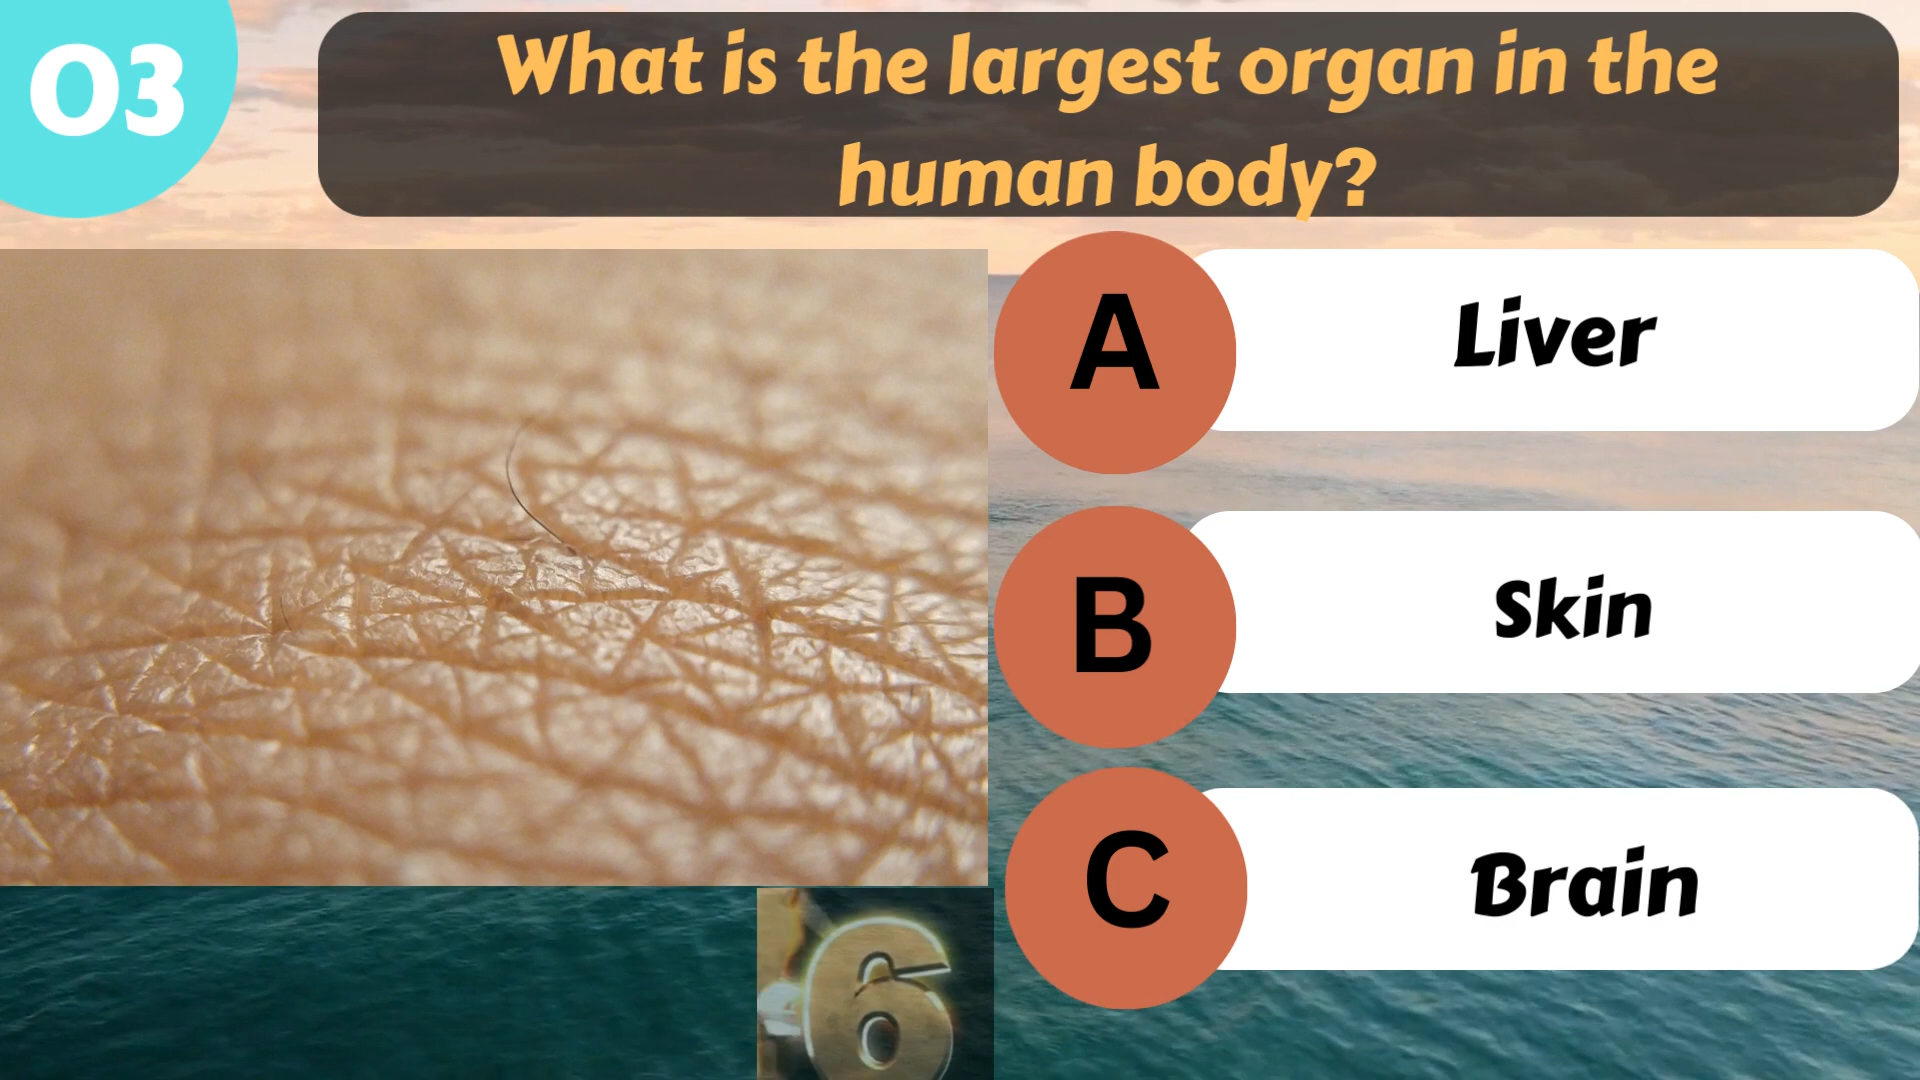 03
What is the largest organ in the
human body?
A
Liver
B
Skin
C
Brain
6